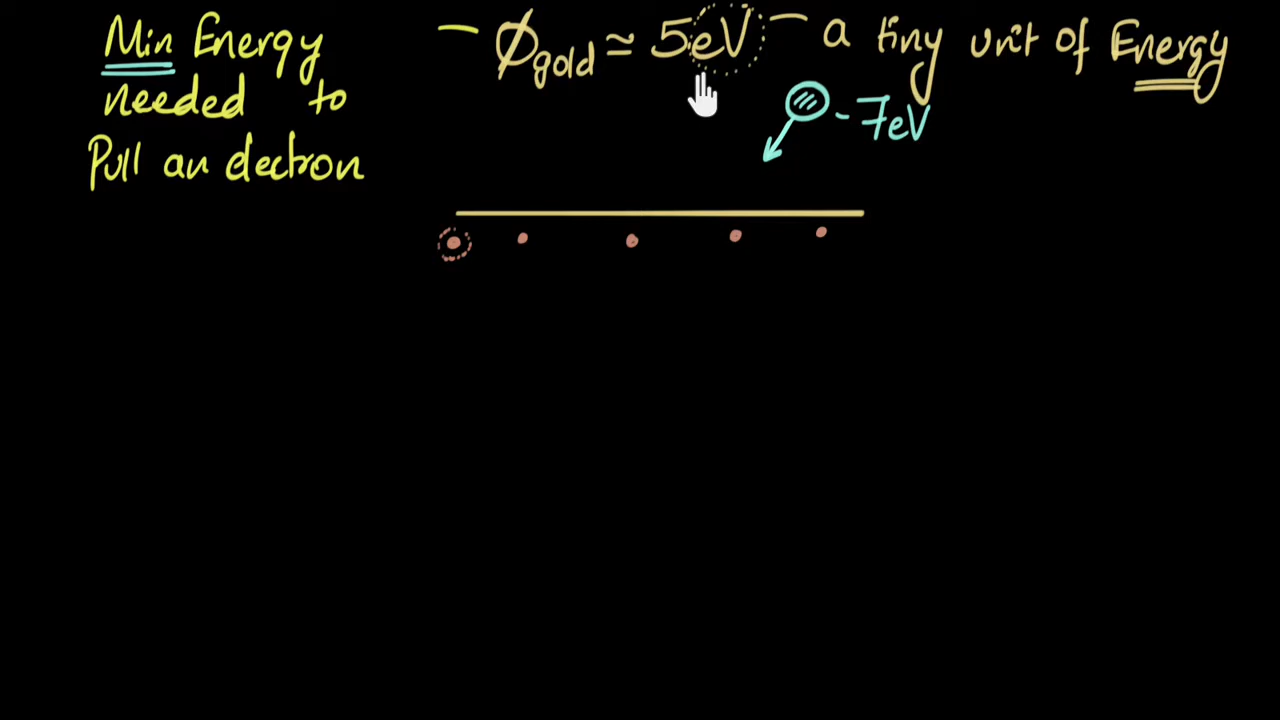 Min Energy
needed to
Pull an electron
– ϕgold ≃ 5eV – a tiny unit of Energy
- 7eV